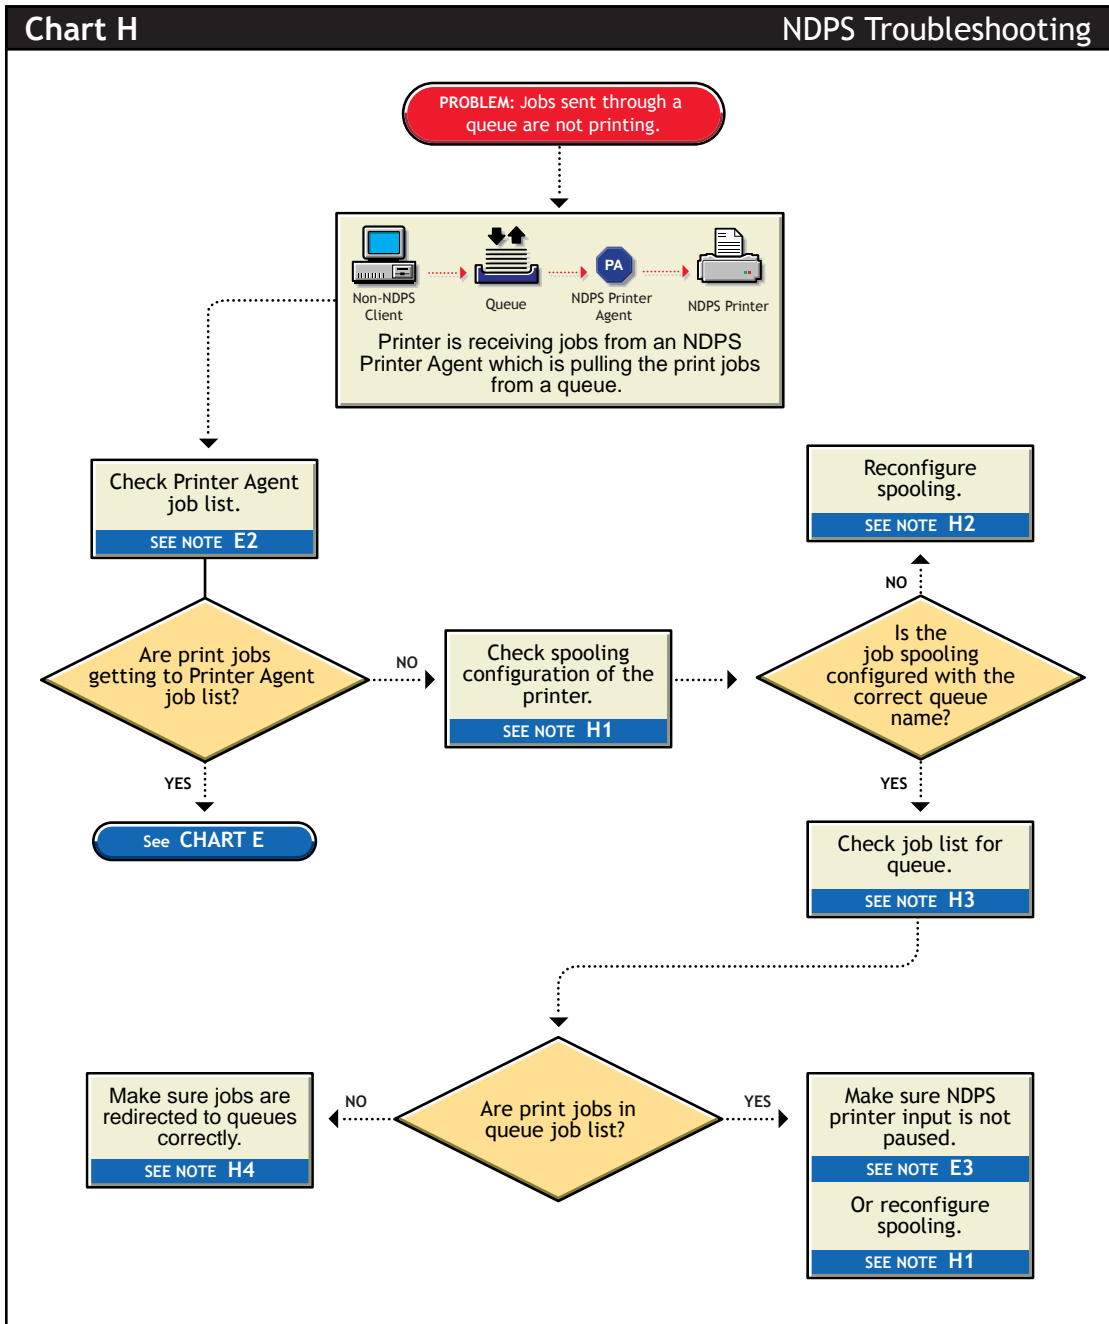 Chart H
NDPS Troubleshooting
PROBLEM: Jobs sent through a
queue are not printing.
Non-NDPS
Client
Queue
PA
NDPS Printer
Agent
NDPS Printer
Printer is receiving jobs from an NDPS
Printer Agent which is pulling the print jobs
from a queue.
Check Printer Agent
job list.
SEE NOTE E2
Reconfigure
spooling.
SEE NOTE H2
NO
Are print jobs
getting to Printer Agent
job list?
NO
Check spooling
configuration of the
printer.
SEE NOTE H1
Is the
job spooling
configured with the
correct queue
name?
YES
See CHART E
YES
Check job list for
queue.
SEE NOTE H3
Are print jobs in
queue job list?
NO
Make sure jobs are
redirected to queues
correctly.
SEE NOTE H4
YES
Make sure NDPS
printer input is not
paused.
SEE NOTE E3
Or reconfigure
spooling.
SEE NOTE H1